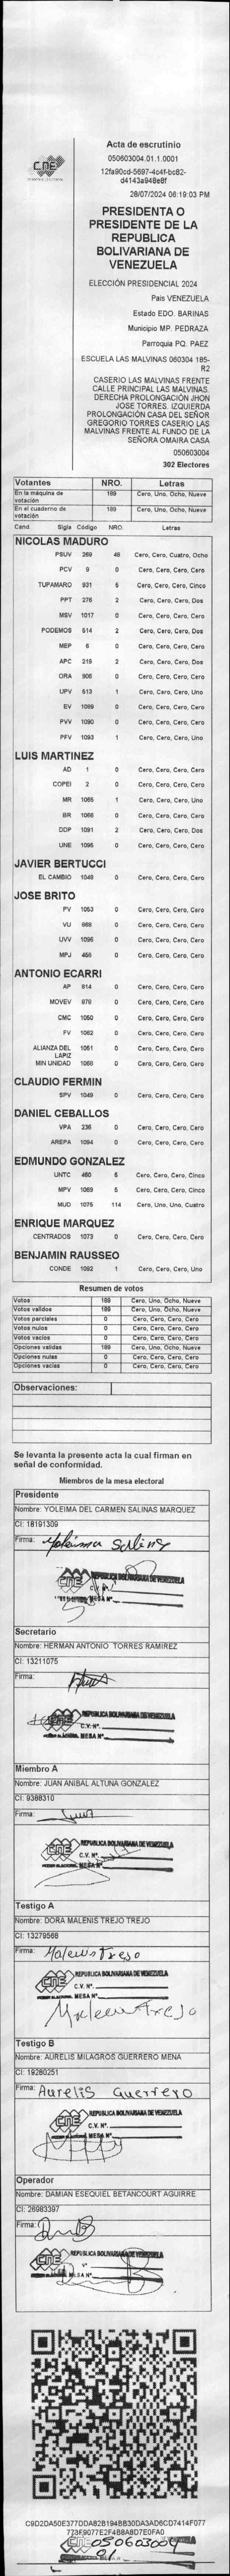 Acta de escrutinio
050603004.01.1.0001
12fa90cd-5697-4c4f-bc82-
d4143a948e8f
28/07/2024 06:19:03 PM
CNE
PRESIDENTA O
PRESIDENTE DE LA
REPUBLICA
BOLIVARIANA DE
VENEZUELA
ELECCIÓN PRESIDENCIAL 2024
Pais VENEZUELA
Estado EDO. BARINAS
Municipio MP. PEDRAZA
Parroquia PQ. PAEZ
ESCUELA LAS MALVINAS 060304 185-
R2
CASERIO LAS MALVINAS FRENTE
CALLE PRINCIPAL LAS MALVINAS.
DERECHA PROLONGACIÓN JHON
JOSE TORRES. IZQUIERDA
PROLONGACIÓN CASA DEL SEÑOR
GREGORIO TORRES CASERIO LAS
MALVINAS FRENTE AL FUNDO DE LA
SEÑORA OMAIRA CASA
050603004
302 Electores
Votantes NRO. Letras
En la máquina de votación 189 Cero, Uno, Ocho, Nueve
En el cuaderno de votación 189 Cero, Uno, Ocho, Nueve
Cand. Sigla Código NRO. Letras
NICOLAS MADURO
PSUV 269 48 Cero, Cero, Cuatro, Ocho
PCV 9 0 Cero, Cero, Cero, Cero
TUPAMARO 931 5 Cero, Cero, Cero, Cinco
PPT 276 2 Cero, Cero, Cero, Dos
MSV 1017 0 Cero, Cero, Cero, Cero
PODEMOS 514 2 Cero, Cero, Cero, Dos
MEP 6 0 Cero, Cero, Cero, Cero
APC 219 2 Cero, Cero, Cero, Dos
ORA 906 0 Cero, Cero, Cero, Cero
UPV 513 1 Cero, Cero, Cero, Uno
EV 1089 0 Cero, Cero, Cero, Cero
PVV 1090 0 Cero, Cero, Cero, Cero
PFV 1093 1 Cero, Cero, Cero, Uno
LUIS MARTINEZ
AD 1 0 Cero, Cero, Cero, Cero
COPEI 2 0 Cero, Cero, Cero, Cero
MR 1065 1 Cero, Cero, Cero, Uno
BR 1066 0 Cero, Cero, Cero, Cero
DDP 1091 2 Cero, Cero, Cero, Dos
UNE 1095 0 Cero, Cero, Cero, Cero
JAVIER BERTUCCI
EL CAMBIO 1048 0 Cero, Cero, Cero, Cero
JOSE BRITO
PV 1053 0 Cero, Cero, Cero, Cero
VU 868 0 Cero, Cero, Cero, Cero
UVV 1096 0 Cero, Cero, Cero, Cero
MPJ 456 0 Cero, Cero, Cero, Cero
ANTONIO ECARRI
AP 814 0 Cero, Cero, Cero, Cero
MOVEV 979 0 Cero, Cero, Cero, Cero
CMC 1050 0 Cero, Cero, Cero, Cero
FV 1062 0 Cero, Cero, Cero, Cero
ALIANZA DEL LAPIZ 1051 0 Cero, Cero, Cero, Cero
MIN UNIDAD 1068 0 Cero, Cero, Cero, Cero
CLAUDIO FERMIN
SPV 1049 0 Cero, Cero, Cero, Cero
DANIEL CEBALLOS
VPA 236 0 Cero, Cero, Cero, Cero
AREPA 1094 0 Cero, Cero, Cero, Cero
EDMUNDO GONZALEZ
UNTC 460 5 Cero, Cero, Cero, Cinco
MPV 1069 5 Cero, Cero, Cero, Cinco
MUD 1075 114 Cero, Uno, Uno, Cuatro
ENRIQUE MARQUEZ
CENTRADOS 1073 0 Cero, Cero, Cero, Cero
BENJAMIN RAUSSEO
CONDE 1092 1 Cero, Cero, Cero, Uno
Resumen de votos
Votos 189 Cero, Uno, Ocho, Nueve
Votos validos 189 Cero, Uno, Ocho, Nueve
Votos parciales 0 Cero, Cero, Cero, Cero
Votos nulos 0 Cero, Cero, Cero, Cero
Votos vacios 0 Cero, Cero, Cero, Cero
Opciones validas 189 Cero, Uno, Ocho, Nueve
Opciones nulas 0 Cero, Cero, Cero, Cero
Opciones vacias 0 Cero, Cero, Cero, Cero
Observaciones:
Se levanta la presente acta la cual firman en
señal de conformidad.
Miembros de la mesa electoral
Presidente
Nombre: YOLEIMA DEL CARMEN SALINAS MARQUEZ
CI: 18191309
Firma: Yoleima Salinas
CNE REPUBLICA BOLIVARIANA DE VENEZUELA
C.V. N°.
MESA N°.
Secretario
Nombre: HERMAN ANTONIO TORRES RAMIREZ
CI: 13211075
Firma:
CNE REPUBLICA BOLIVARIANA DE VENEZUELA
C.V. N°.
PODER ELECTORAL MESA N°.
Miembro A
Nombre: JUAN ANIBAL ALTUNA GONZALEZ
CI: 9388310
Firma:
CNE REPUBLICA BOLIVARIANA DE VENEZUELA
C.V. N°.
PODER ELECTORAL MESA N°.
Testigo A
Nombre: DORA MALENIS TREJO TREJO
CI: 13279568
Firma: Malenis Trejo
CNE REPUBLICA BOLIVARIANA DE VENEZUELA
C.V. N°.
PODER ELECTORAL MESA N°.
Malenis Trejo
Testigo B
Nombre: AURELIS MILAGROS GUERRERO MENA
CI: 19280251
Firma: Aurelis Guerrero
CNE REPUBLICA BOLIVARIANA DE VENEZUELA
C.V. N°.
PODER ELECTORAL MESA N°.
Operador
Nombre: DAMIAN ESEQUIEL BETANCOURT AGUIRRE
CI: 26983397
Firma:
CNE REPUBLICA BOLIVARIANA DE VENEZUELA
MESA N°.
C9D2DA50E377DDA82B194BB30DA3AD6CD7414F077
773F9077E2F4B8A8D7E0FA0
CNE 050603004
01